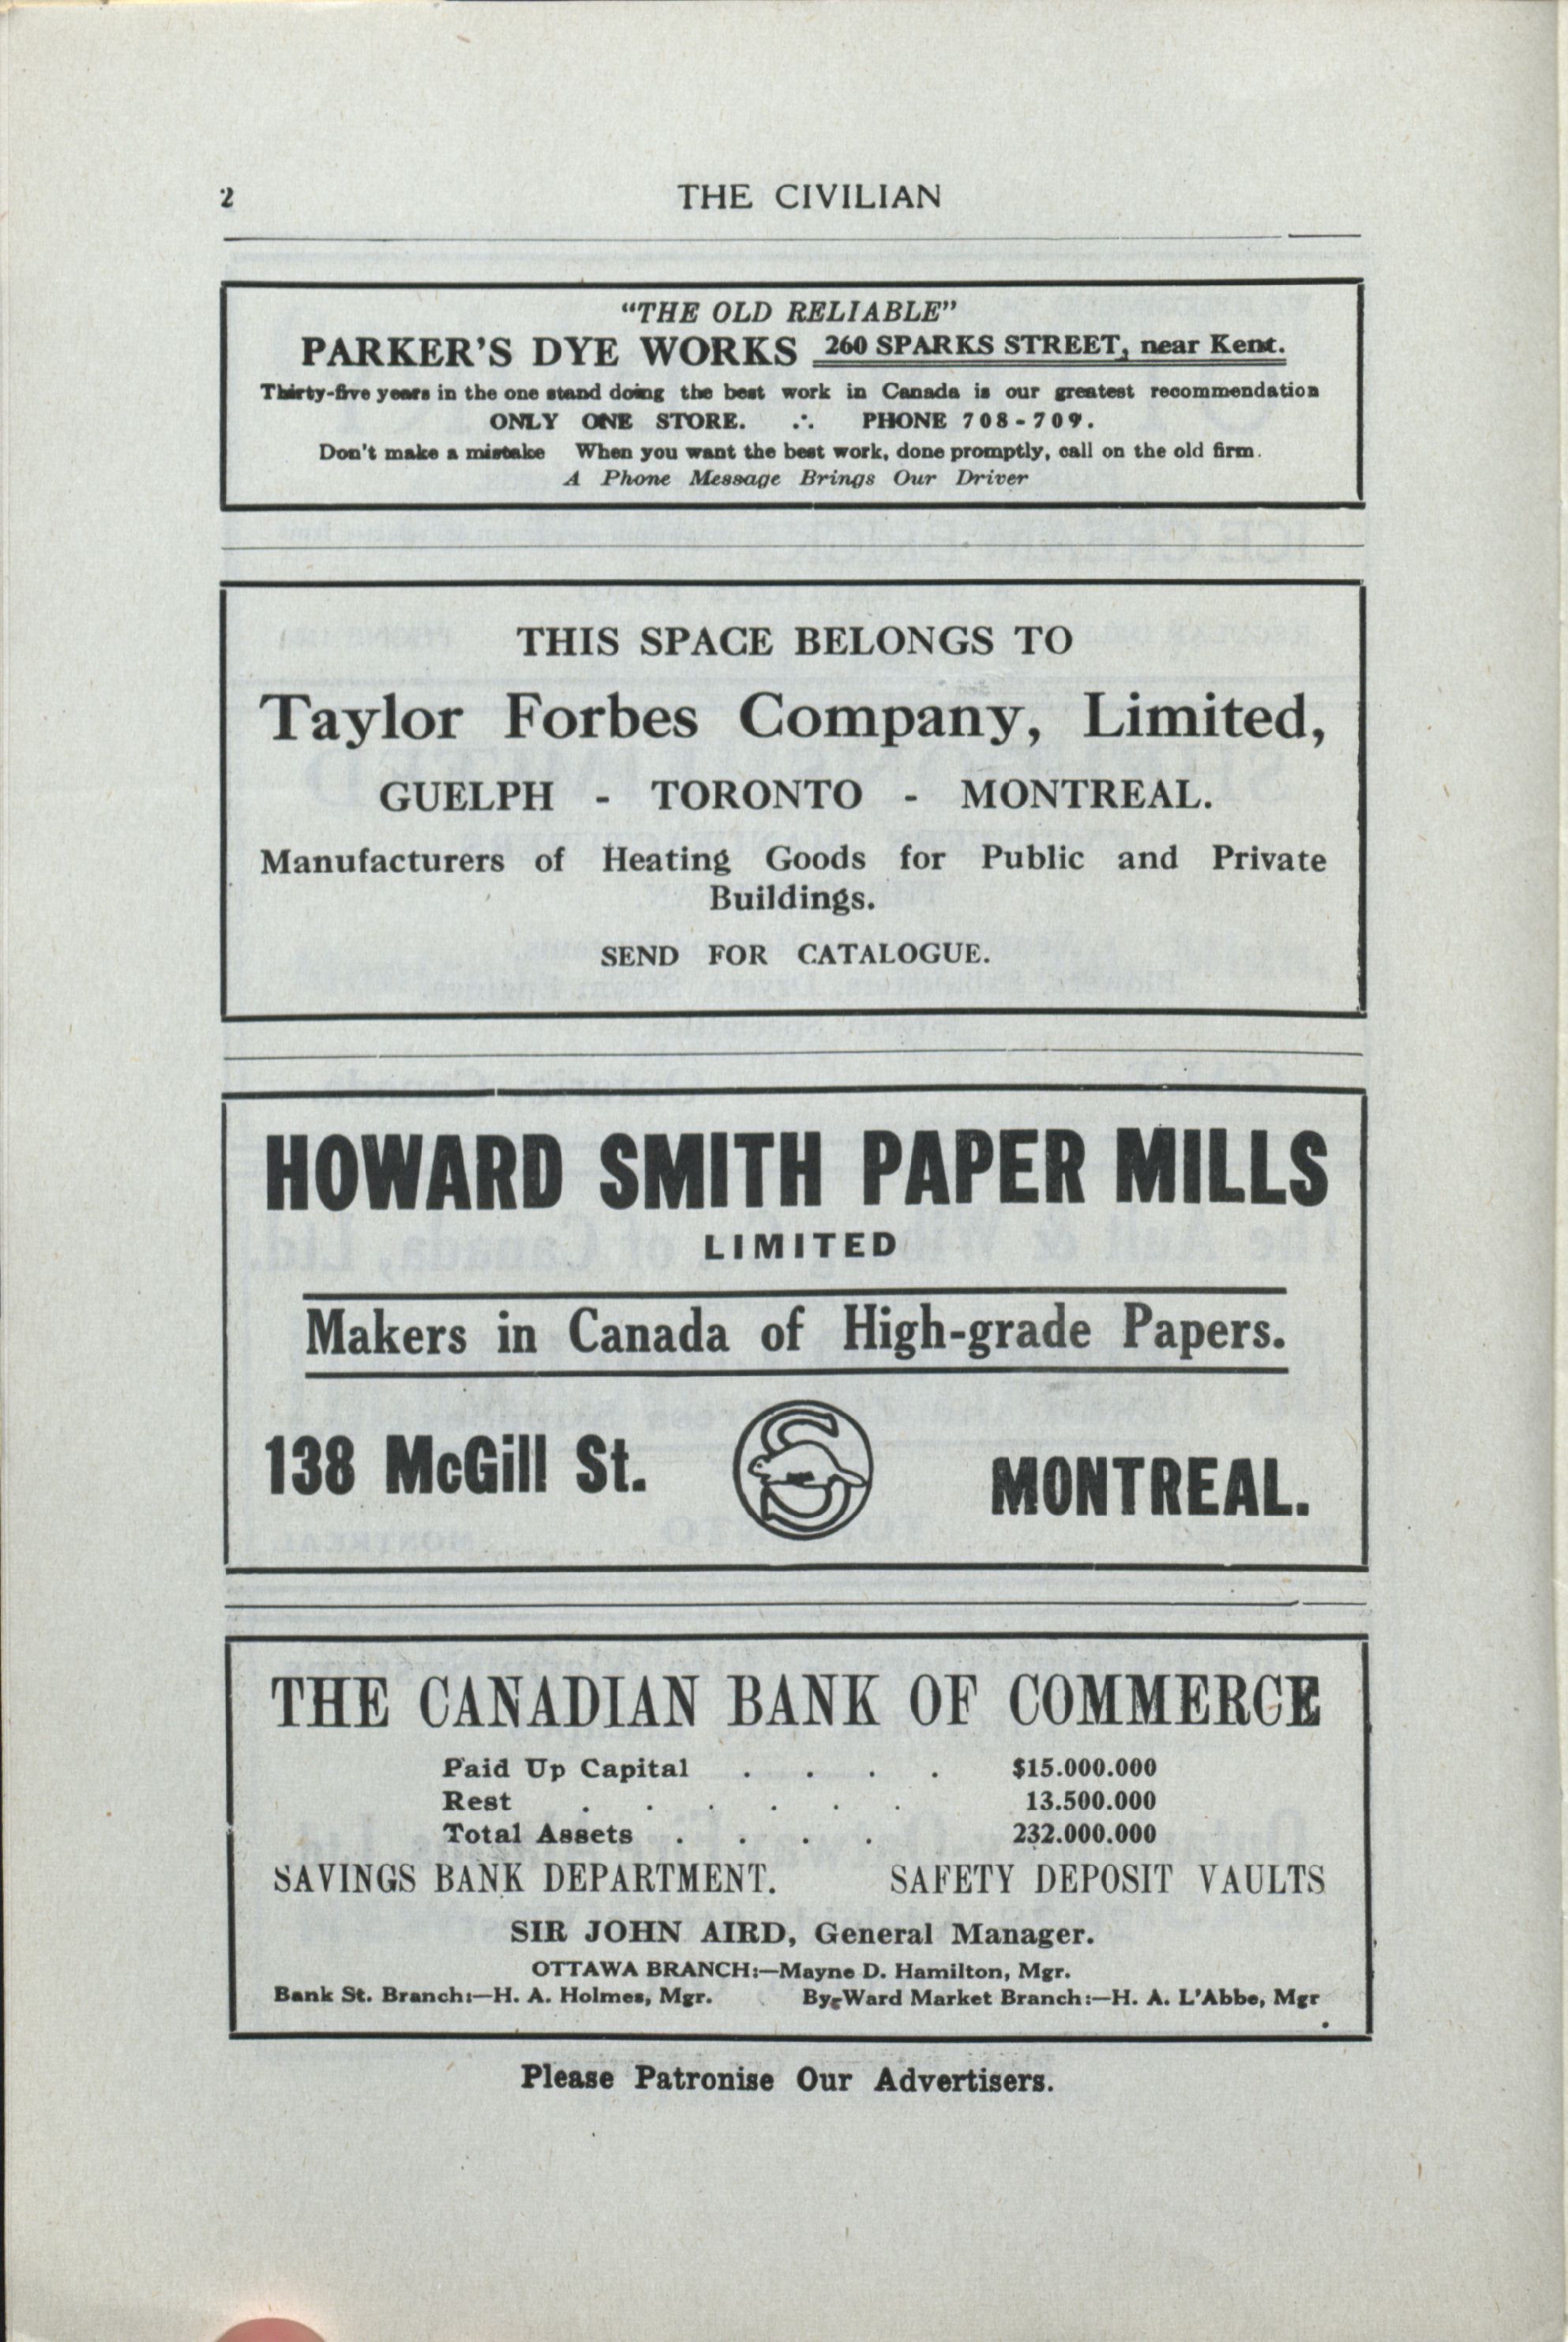 2
THE CIVILIAN
"THE OLD RELIABLE"
PARKER'S DYE WORKS 260 SPARKS STREET, near Kent.
Thirty-five years in the one stand doing the best work in Canada is our greatest recommendation
ONLY ONE STORE. ∴ PHONE 708-709.
Don't make a mistake When you want the best work, done promptly, call on the old firm.
A Phone Message Brings Our Driver
THIS SPACE BELONGS TO
Taylor Forbes Company, Limited,
GUELPH - TORONTO - MONTREAL.
Manufacturers of Heating Goods for Public and Private
Buildings.
SEND FOR CATALOGUE.
HOWARD SMITH PAPER MILLS
LIMITED
Makers in Canada of High-grade Papers.
138 McGill St. MONTREAL.
THE CANADIAN BANK OF COMMERCE
Paid Up Capital . . . . $15.000.000
Rest . . . . . . 13.500.000
Total Assets . . . . 232.000.000
SAVINGS BANK DEPARTMENT. SAFETY DEPOSIT VAULTS
SIR JOHN AIRD, General Manager.
OTTAWA BRANCH:—Mayne D. Hamilton, Mgr.
Bank St. Branch:—H. A. Holmes, Mgr. By-Ward Market Branch:—H. A. L'Abbe, Mgr.
Please Patronise Our Advertisers.